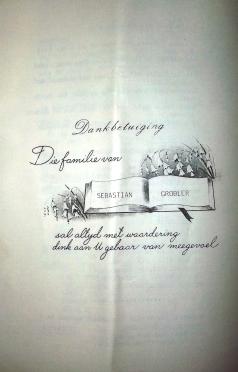 Dankbetuiging
Die familie van
SEBASTIAN GROBLER
sal altyd met waardering
dink aan U gebaar van meegevoel